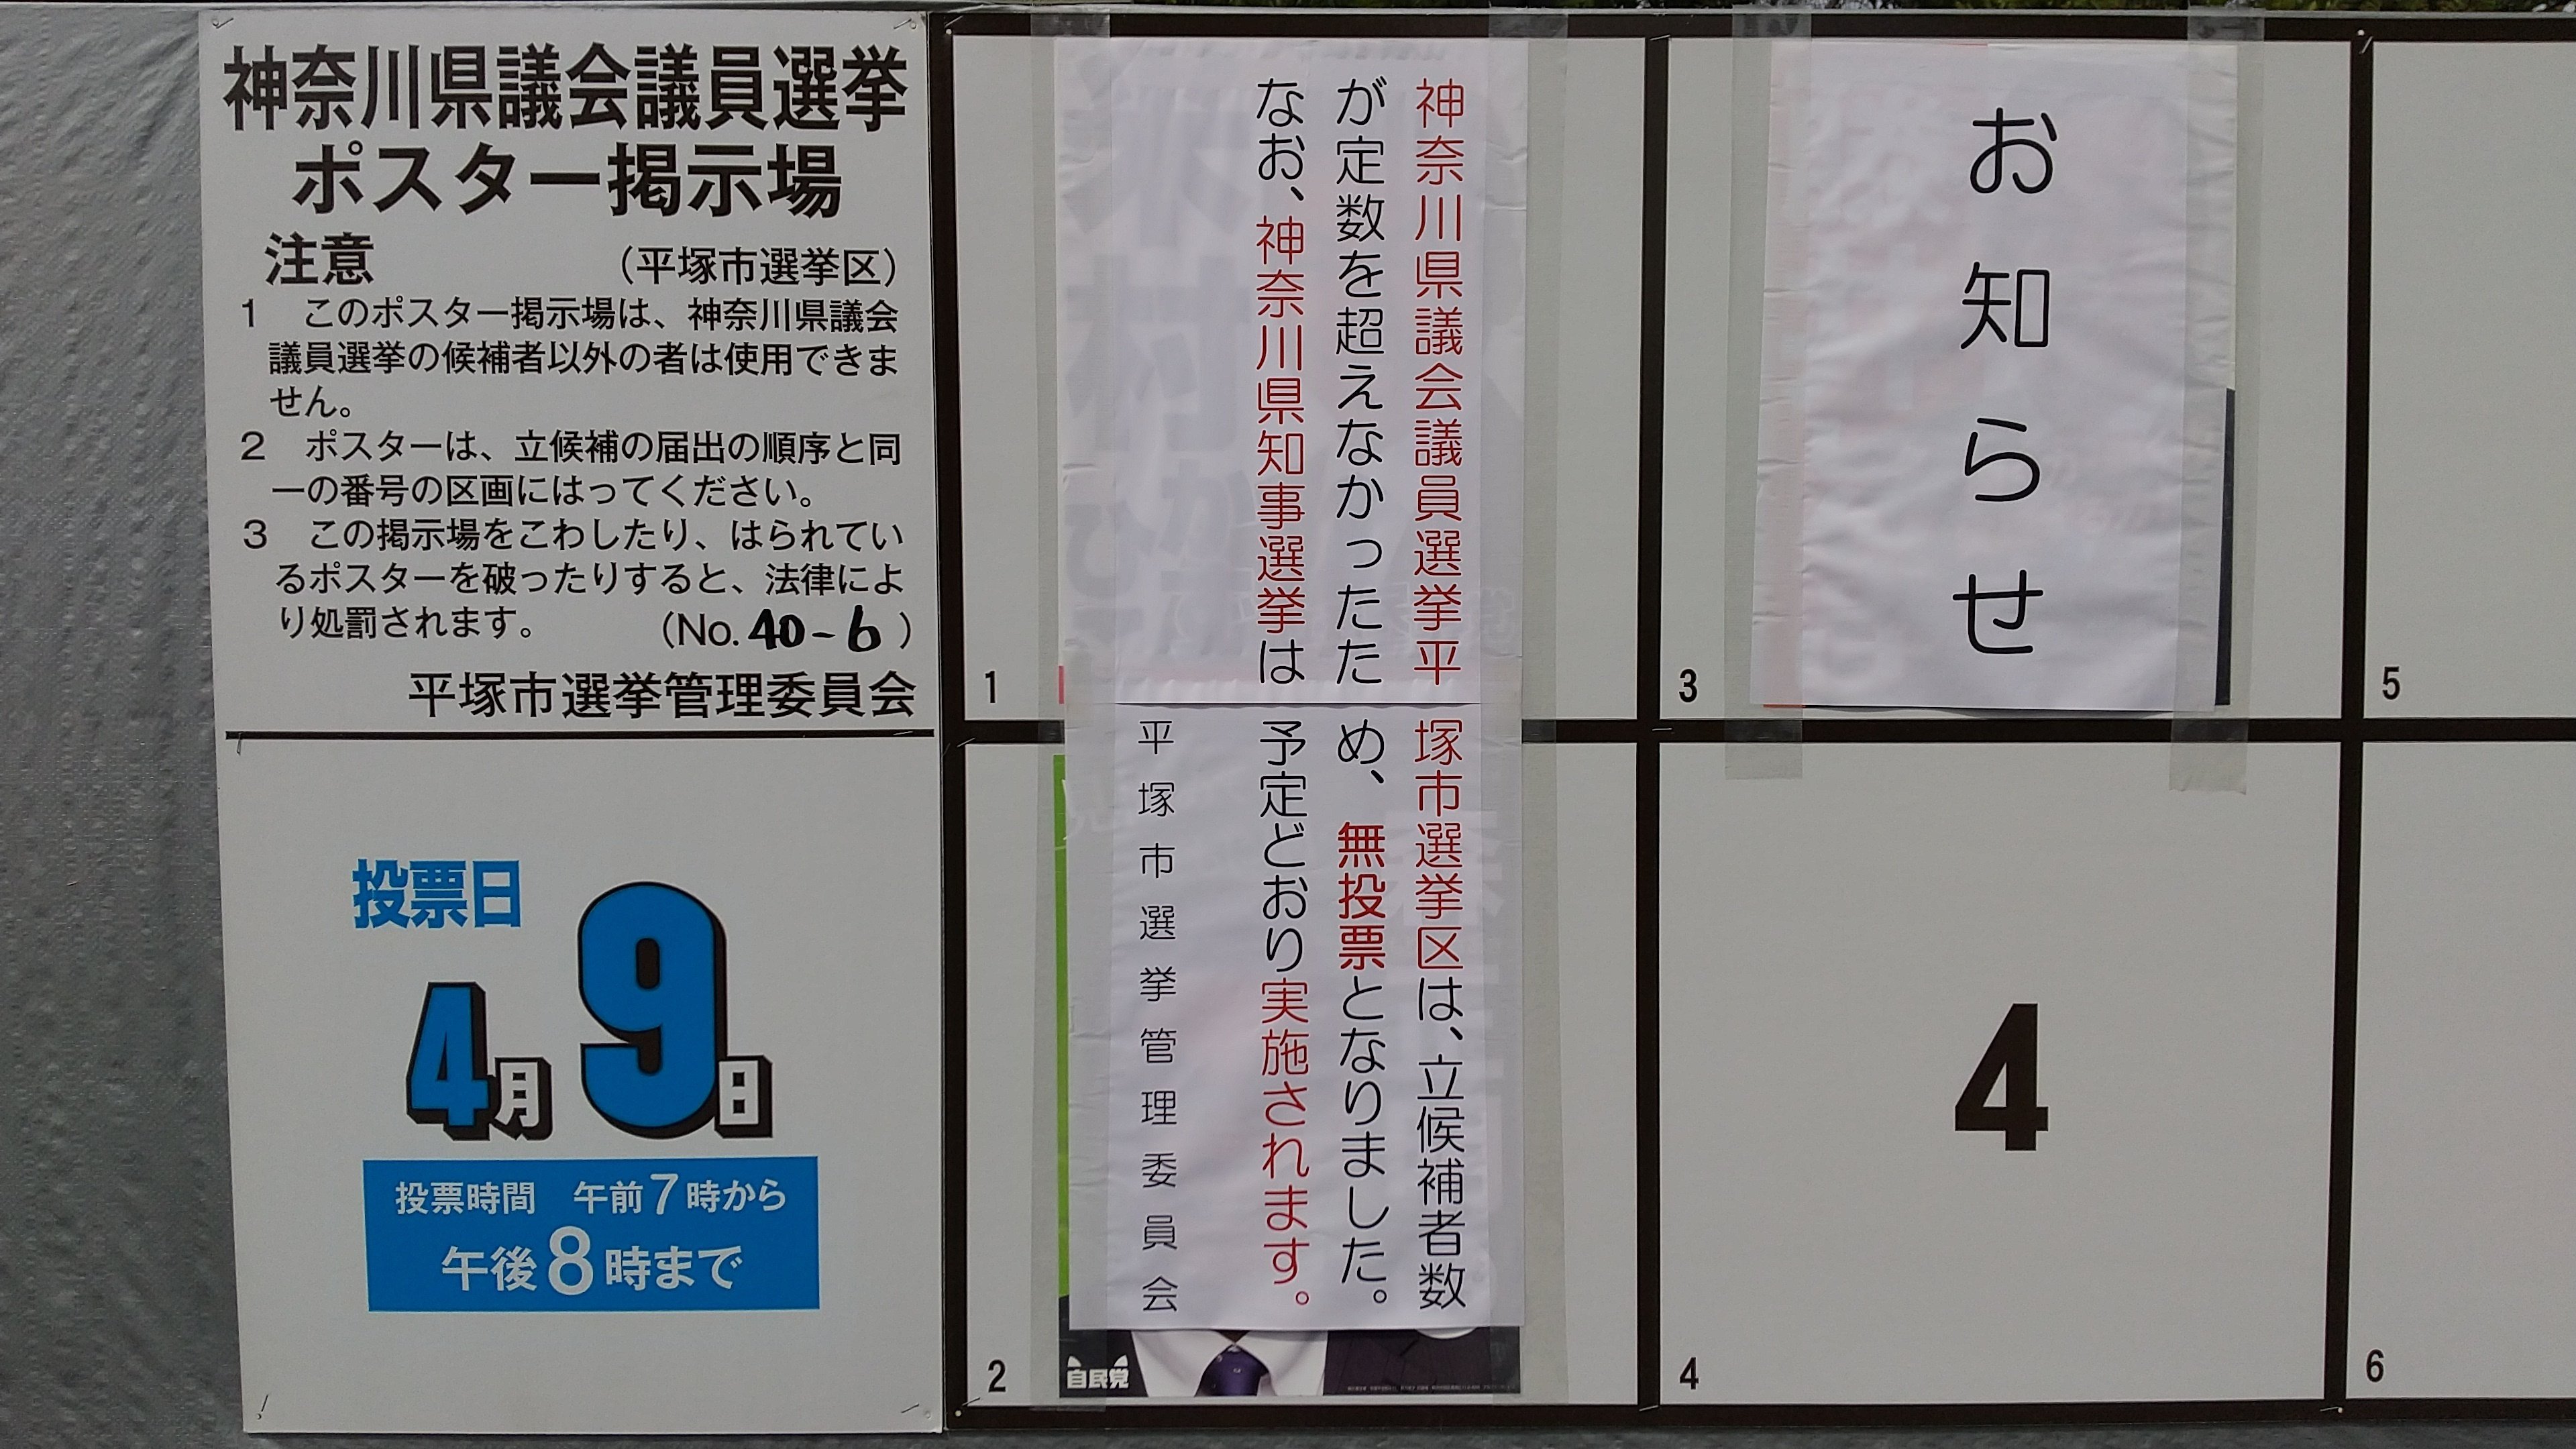 神奈川県議会議員選挙
ポスター掲示場
注意　（平塚市選挙区）
1　このポスター掲示場は、神奈川県議会
議員選挙の候補者以外の者は使用できま
せん。
2　ポスターは、立候補の届出の順序と同
一の番号の区画にはってください。
3　この掲示場をこわしたり、はられてい
るポスターを破ったりすると、法律によ
り処罰されます。　（No.40-6）
平塚市選挙管理委員会
投票日
4月9日
投票時間　午前7時から
午後8時まで
お知らせ
神奈川県議会議員選挙平塚市選挙区は、立候補者数
が定数を超えなかったため、無投票となりました。
なお、神奈川県知事選挙は予定どおり実施されます。
平塚市選挙管理委員会
自民党
1
2
3
4
4
5
6